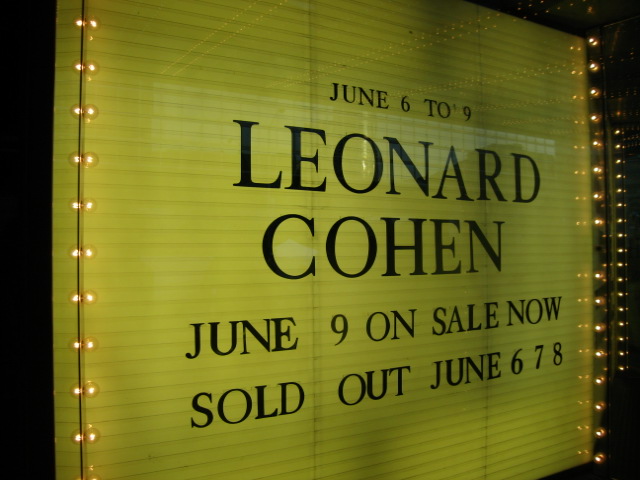 JUNE 6 TO 9
LEONARD
COHEN
JUNE 9 ON SALE NOW
SOLD OUT JUNE 6 7 8